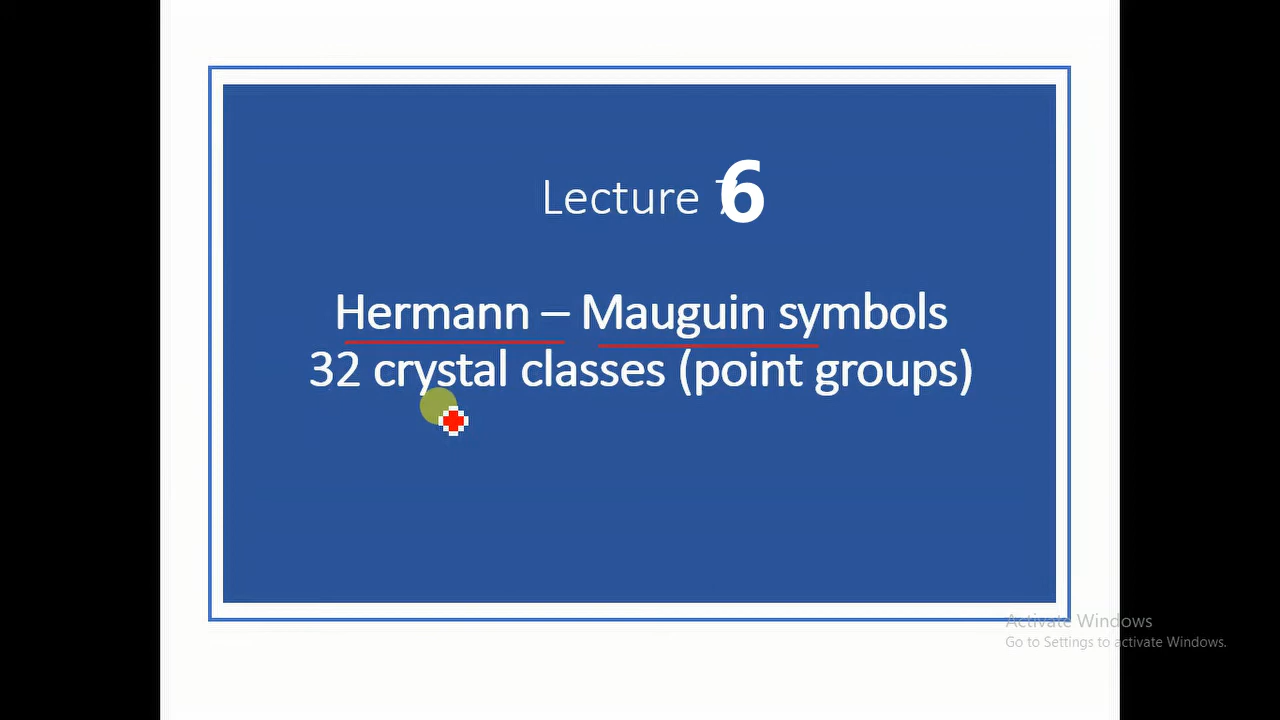 Lecture 6
Hermann – Mauguin symbols
32 crystal classes (point groups)
Activate Windows
Go to Settings to activate Windows.